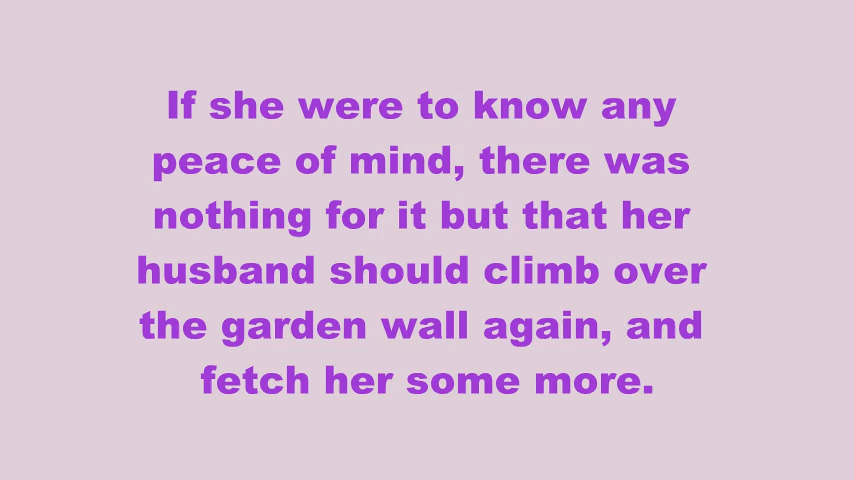 If she were to know any
peace of mind, there was
nothing for it but that her
husband should climb over
the garden wall again, and
fetch her some more.